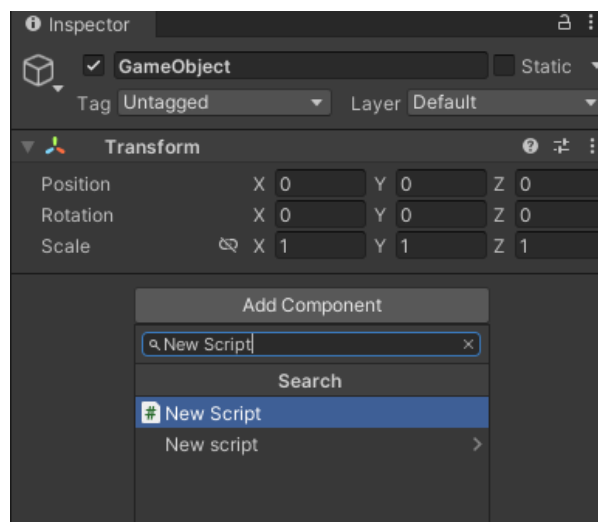 Inspector
GameObject Static
Tag Untagged Layer Default
Transform
Position X 0 Y 0 Z 0
Rotation X 0 Y 0 Z 0
Scale X 1 Y 1 Z 1
Add Component
New Script
Search
# New Script
New script